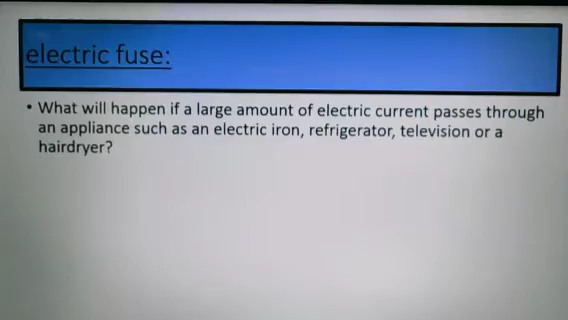 electric fuse:
• What will happen if a large amount of electric current passes through
an appliance such as an electric iron, refrigerator, television or a
hairdryer?